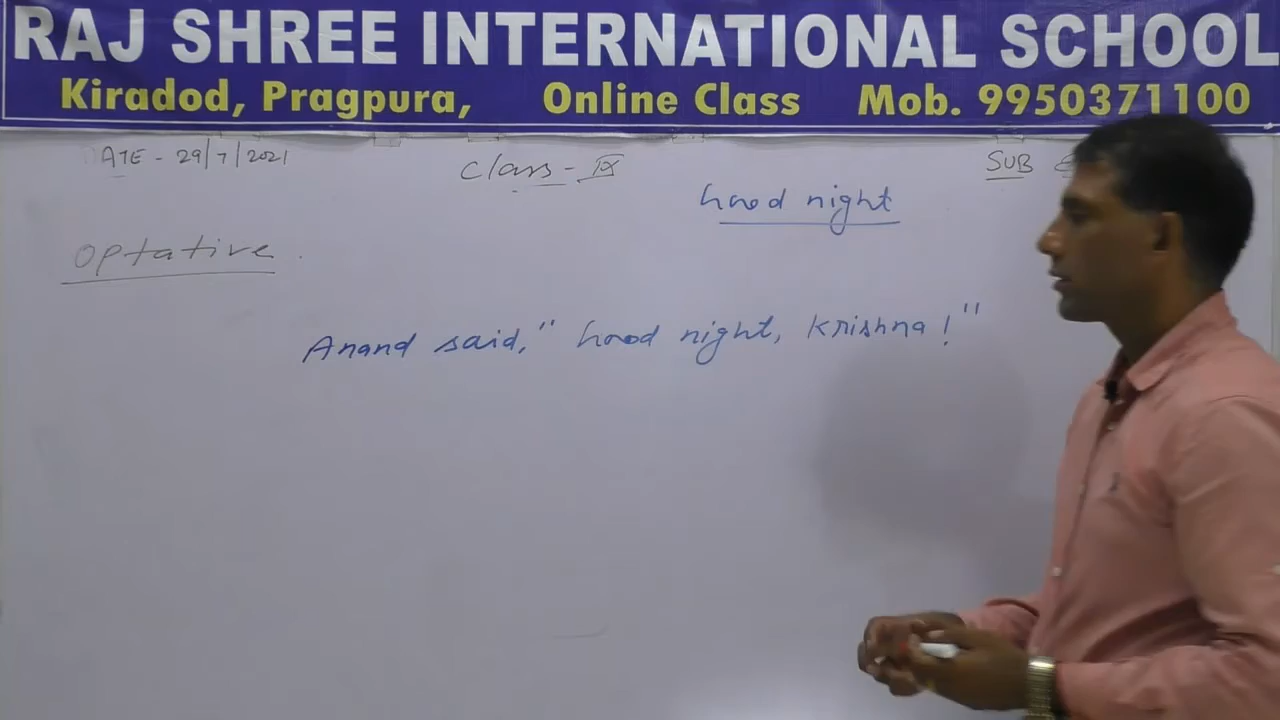 RAJ SHREE INTERNATIONAL SCHOOL
Kiradod, Pragpura, Online Class Mob. 9950371100
DATE - 29/7/2021 Class - IX SUB
Good night
Optative
Anand said, " Good night, Krishna ! "